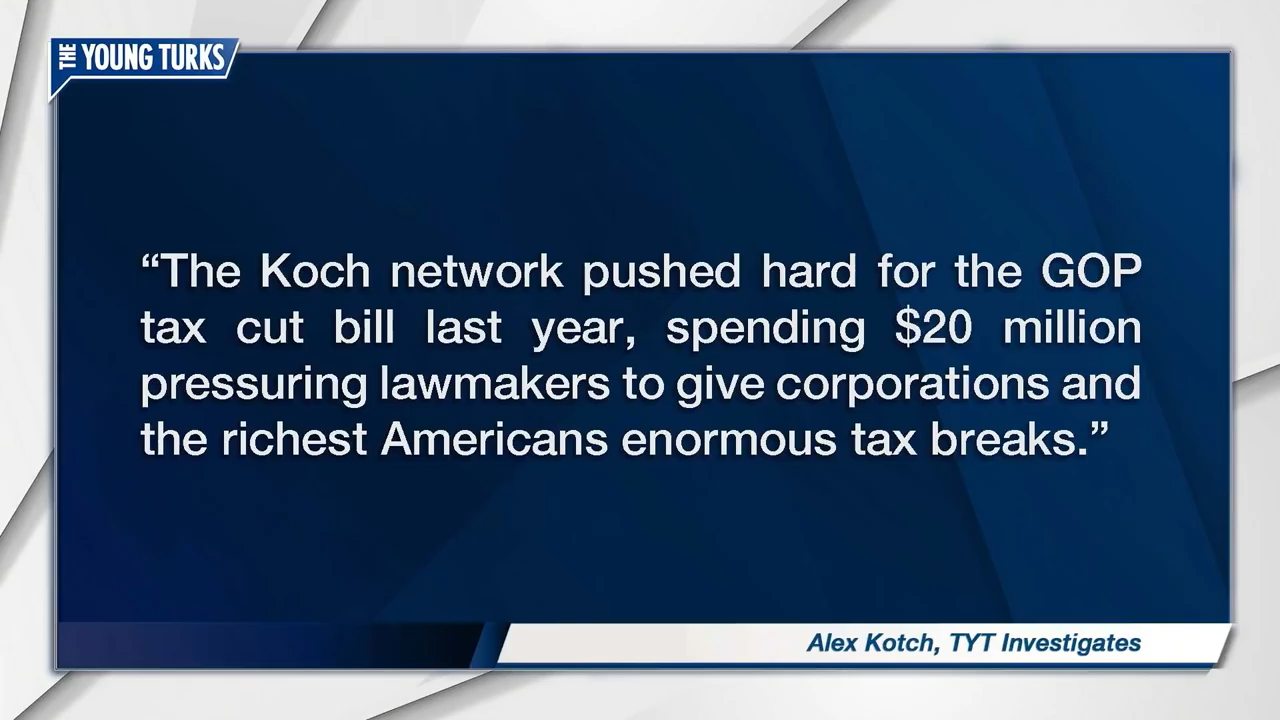 THE YOUNG TURKS
“The Koch network pushed hard for the GOP
tax cut bill last year, spending $20 million
pressuring lawmakers to give corporations and
the richest Americans enormous tax breaks.”
Alex Kotch, TYT Investigates